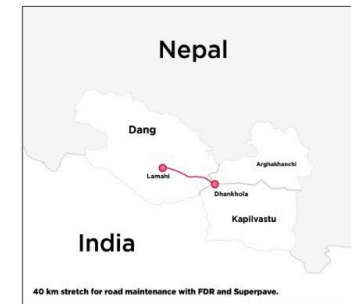 Nepal
Dang
Arghakhanchi
Lamahi
Dhankhola
Kapilvastu
India
40 km stretch for road maintenance with FDR and Superpave.